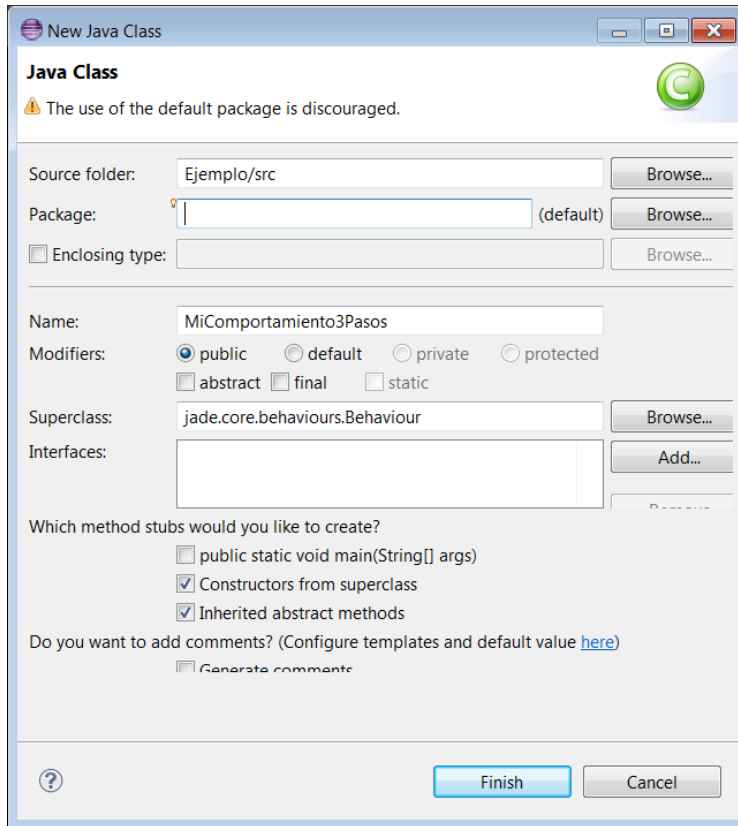 New Java Class
Java Class
The use of the default package is discouraged.
Source folder: Ejemplo/src Browse...
Package: (default) Browse...
Enclosing type: Browse...
Name: MiComportamiento3Pasos
Modifiers: public default private protected
abstract final static
Superclass: jade.core.behaviours.Behaviour Browse...
Interfaces: Add...
Remove
Which method stubs would you like to create?
public static void main(String[] args)
Constructors from superclass
Inherited abstract methods
Do you want to add comments? (Configure templates and default value here)
Generate comments
Finish Cancel